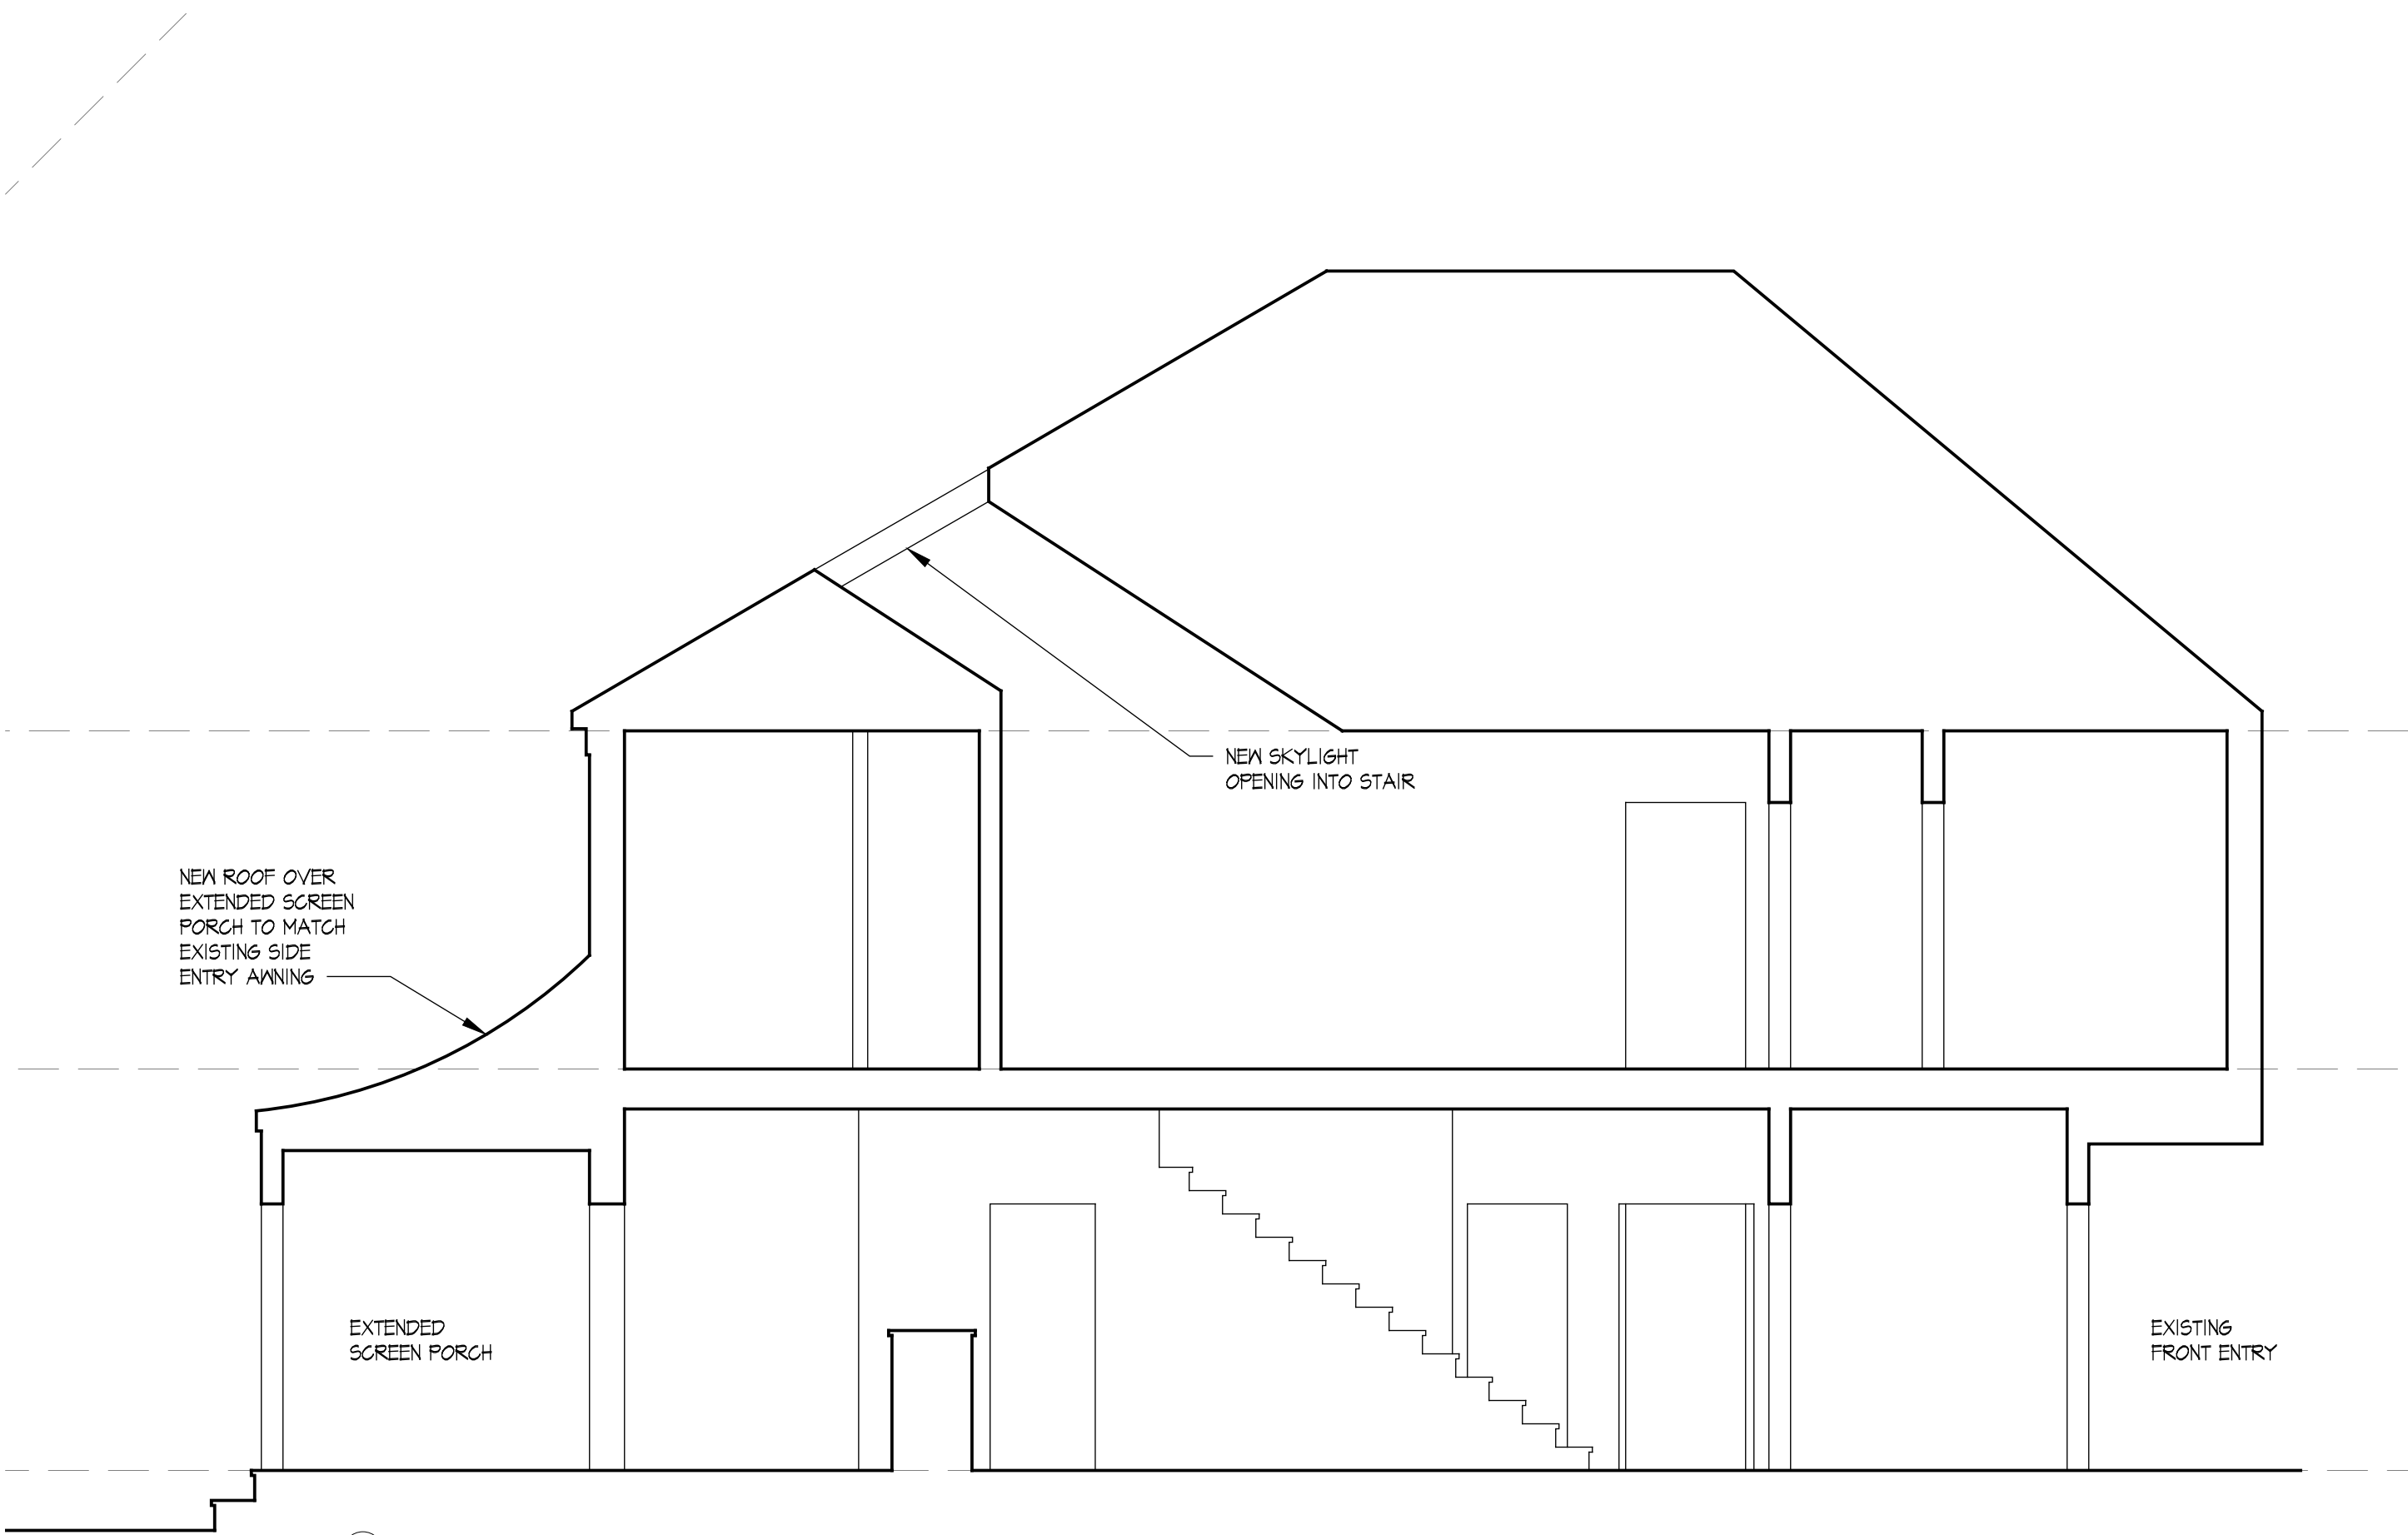 NEW SKYLIGHT
OPENING INTO STAIR
NEW ROOF OVER
EXTENDED SCREEN
PORCH TO MATCH
EXISTING SIDE
ENTRY AWNING
EXTENDED
SCREEN PORCH
EXISTING
FRONT ENTRY